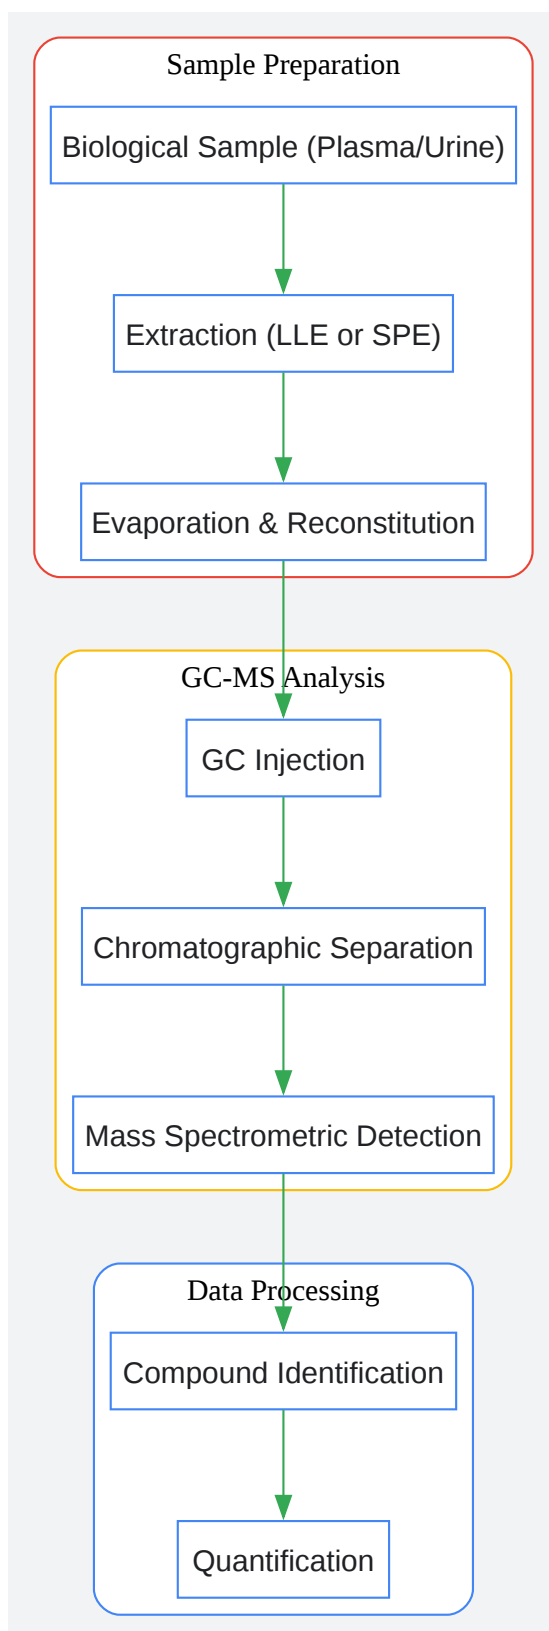 Sample Preparation
Biological Sample (Plasma/Urine)
Extraction (LLE or SPE)
Evaporation & Reconstitution
GC-MS Analysis
GC Injection
Chromatographic Separation
Mass Spectrometric Detection
Data Processing
Compound Identification
Quantification